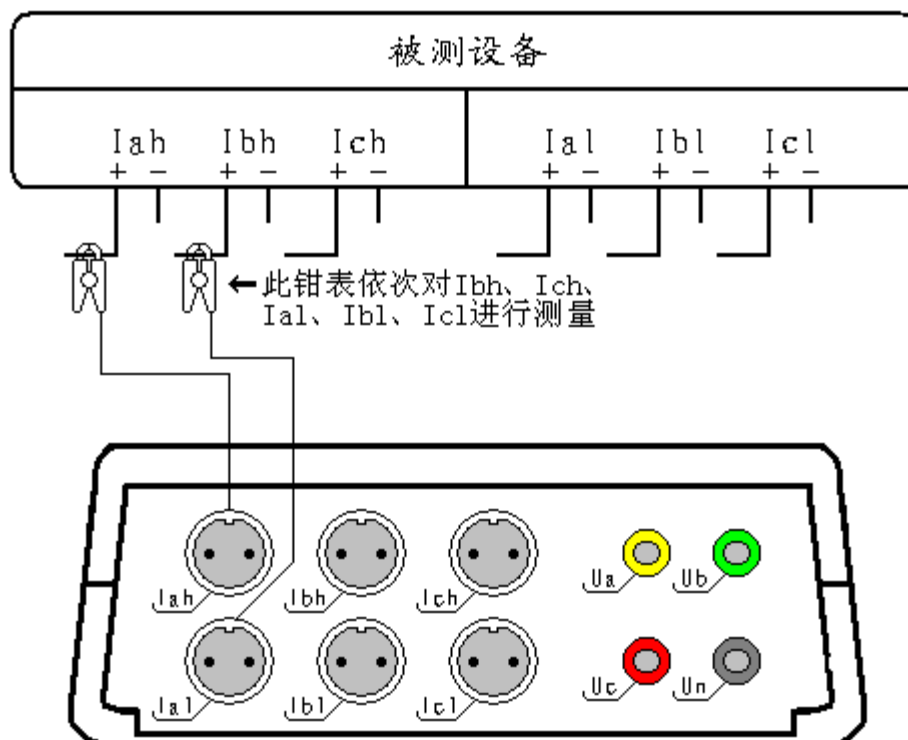 被测设备
Iah Ibh Ich Ial Ibl Icl
+ − + − + − + − + − + −
←此钳表依次对Ibh、Ich、
Ial、Ibl、Icl进行测量
Iah Ibh Ich Ua Ub
Ial Ibl Icl Uc Un